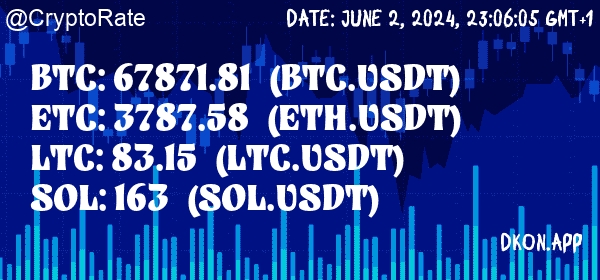 @CryptoRate
DATE: JUNE 2, 2024, 23:06:05 GMT+1
BTC: 67871.81 (BTC.USDT)
ETC: 3787.58 (ETH.USDT)
LTC: 83.15 (LTC.USDT)
SOL: 163 (SOL.USDT)
DKON.APP